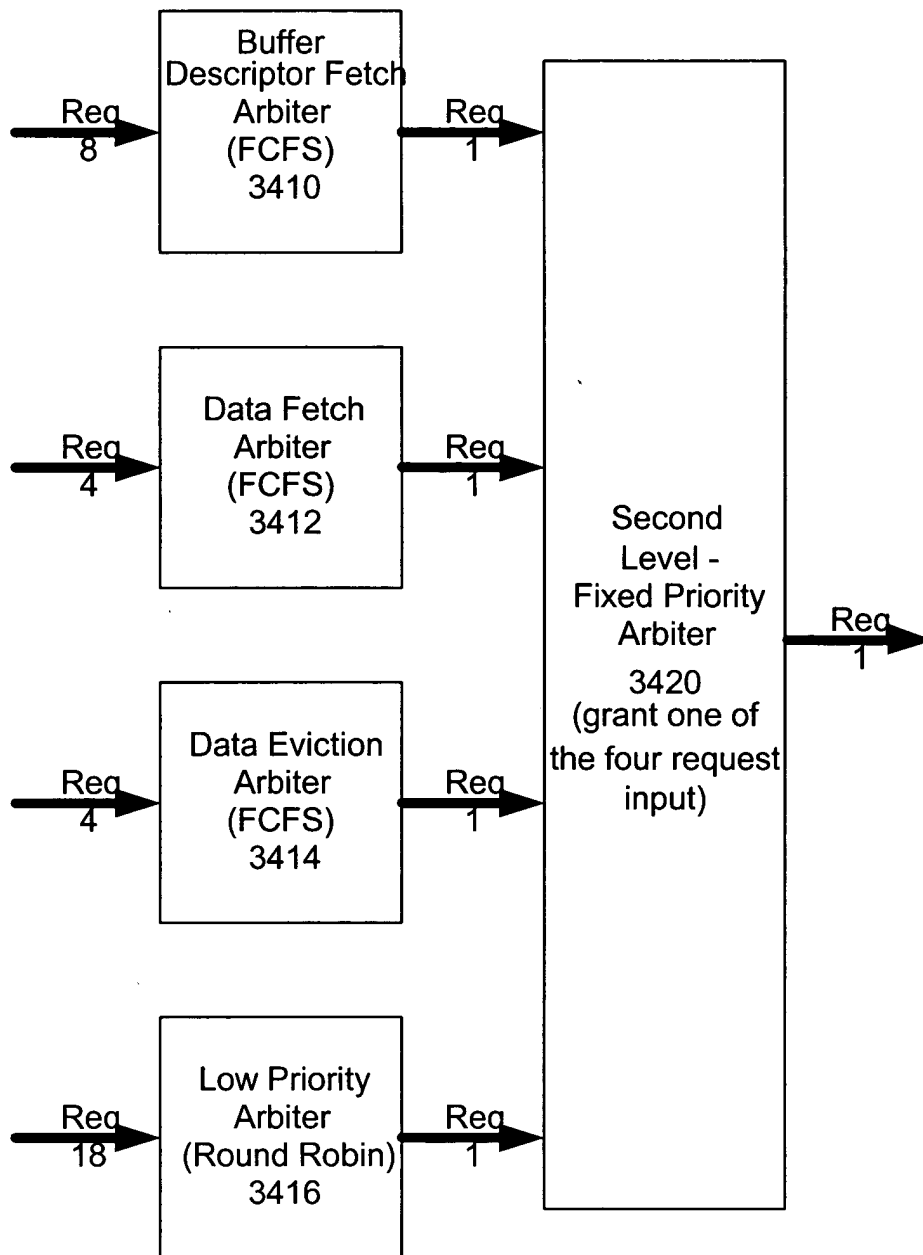 Buffer
Descriptor Fetch
Arbiter
(FCFS)
3410
Req
8
Req
1
Data Fetch
Arbiter
(FCFS)
3412
Req
4
Req
1
Data Eviction
Arbiter
(FCFS)
3414
Req
4
Req
1
Low Priority
Arbiter
(Round Robin)
3416
Req
18
Req
1
Second
Level -
Fixed Priority
Arbiter
3420
(grant one of
the four request
input)
Req
1